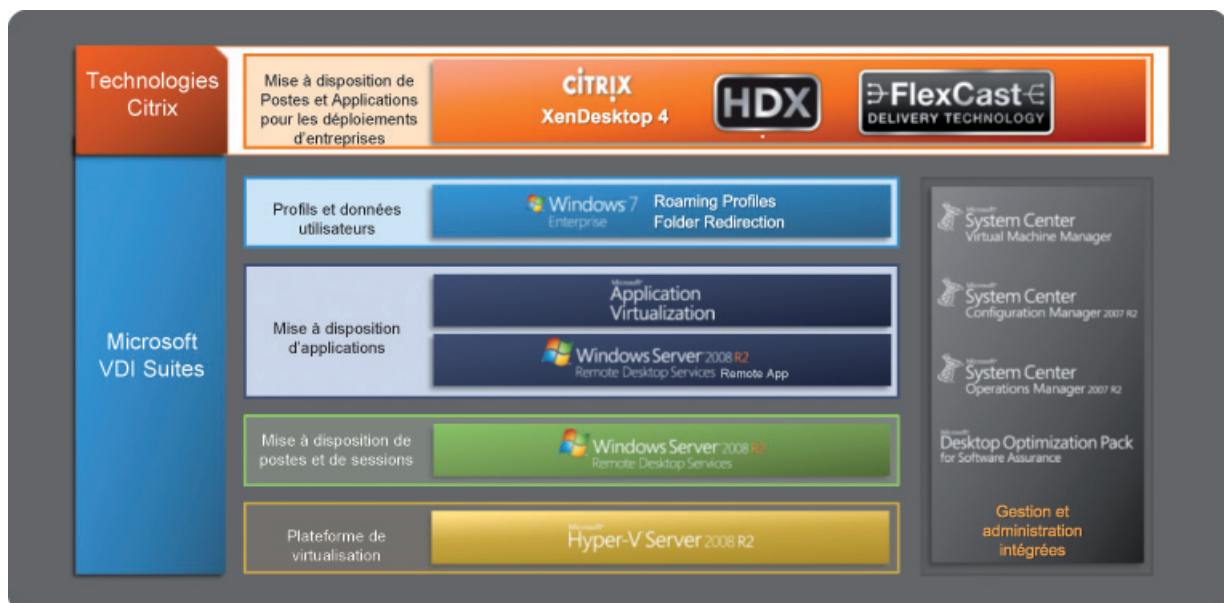 Technologies
Citrix
Mise à disposition de
Postes et Applications
pour les déploiements
d'entreprises
CITRIX
XenDesktop 4
HDX
FlexCast
DELIVERY TECHNOLOGY
Microsoft
VDI Suites
Profils et données
utilisateurs
Windows 7
Enterprise
Roaming Profiles
Folder Redirection
Mise à disposition
d'applications
Microsoft
Application
Virtualization
Windows Server 2008 R2
Remote Desktop Services Remote App
Mise à disposition de
postes et de sessions
Windows Server 2008 R2
Remote Desktop Services
Plateforme de
virtualisation
Microsoft
Hyper-V Server 2008 R2
Microsoft
System Center
Virtual Machine Manager
Microsoft
System Center
Configuration Manager 2007 R2
Microsoft
System Center
Operations Manager 2007 R2
Microsoft
Desktop Optimization Pack
for Software Assurance
Gestion et
administration
intégrées